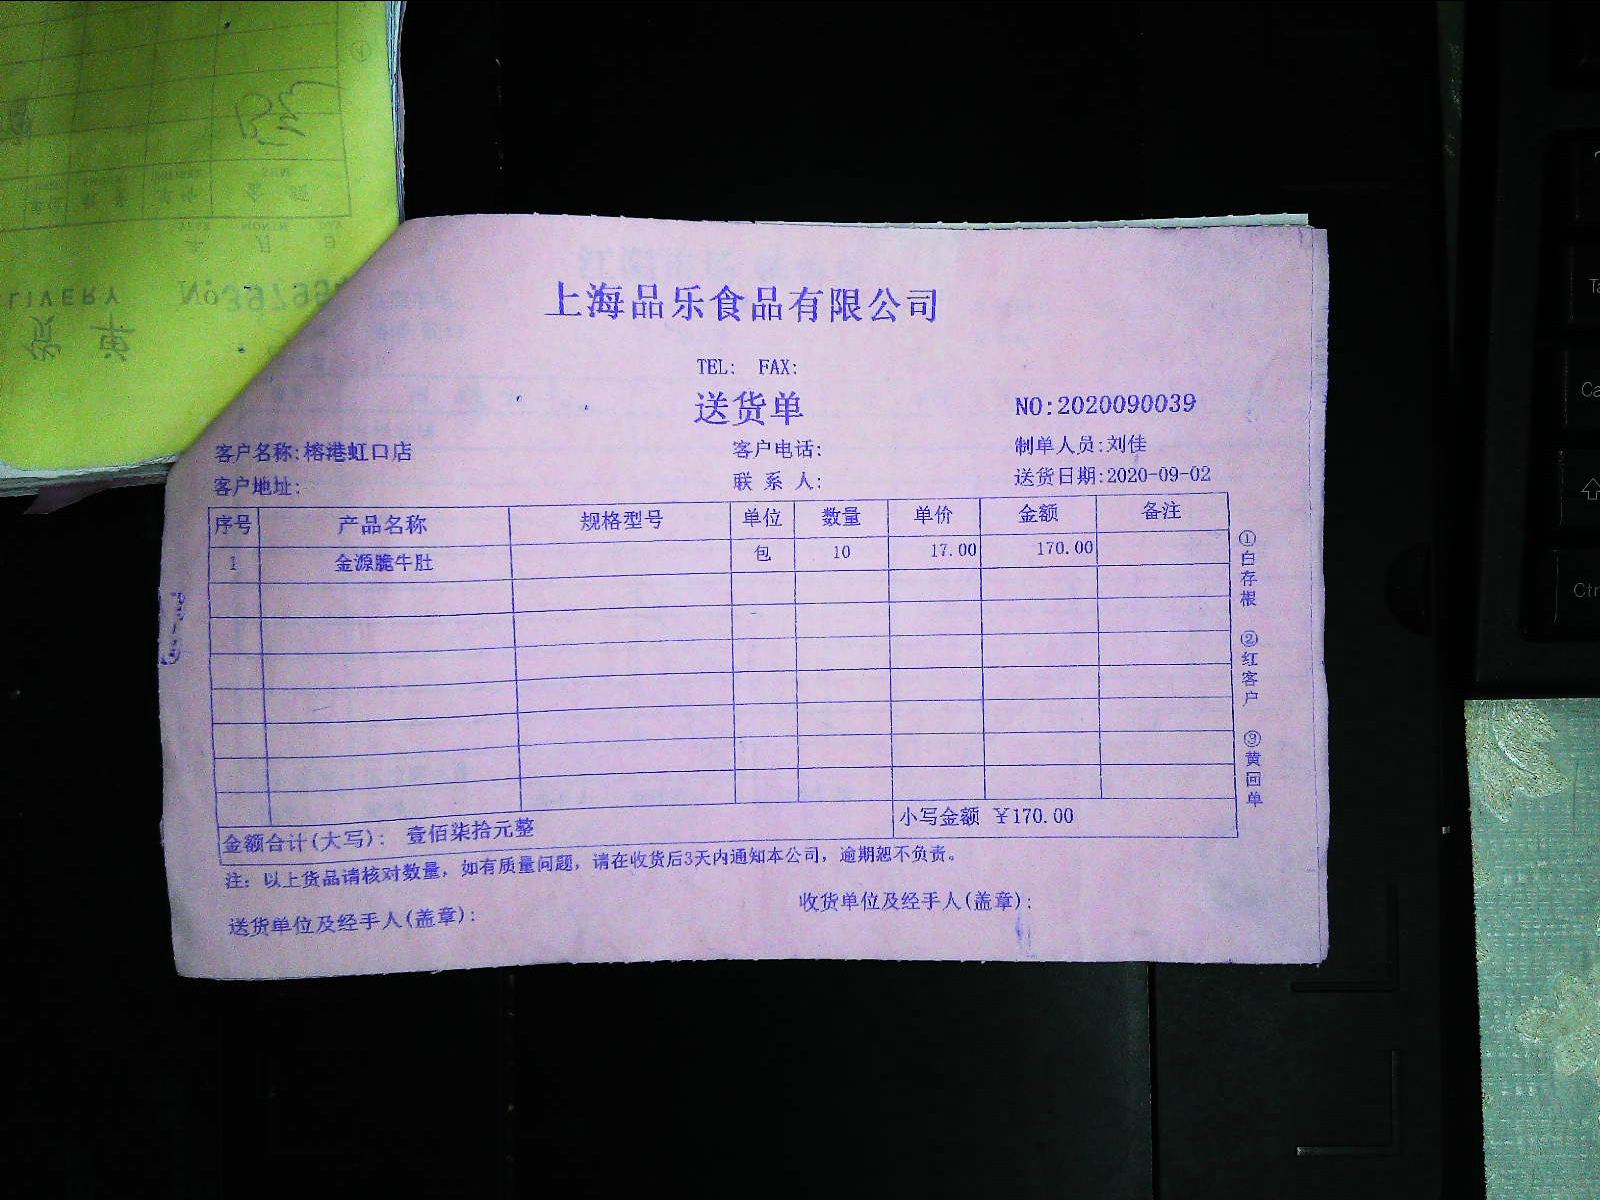 上海品乐食品有限公司
TEL: FAX:
送货单
NO:2020090039
客户名称:榕港虹口店 客户电话: 制单人员:刘佳
客户地址: 联系人: 送货日期:2020-09-02
序号 产品名称 规格型号 单位 数量 单价 金额 备注
1 金源脆牛肚 包 10 17.00 170.00
金额合计(大写): 壹佰柒拾元整 小写金额 ¥170.00
注: 以上货品请核对数量, 如有质量问题, 请在收货后3天内通知本公司, 逾期恕不负责。
送货单位及经手人(盖章): 收货单位及经手人(盖章):
①白存根 ②红客户 ③黄回单
Ctr